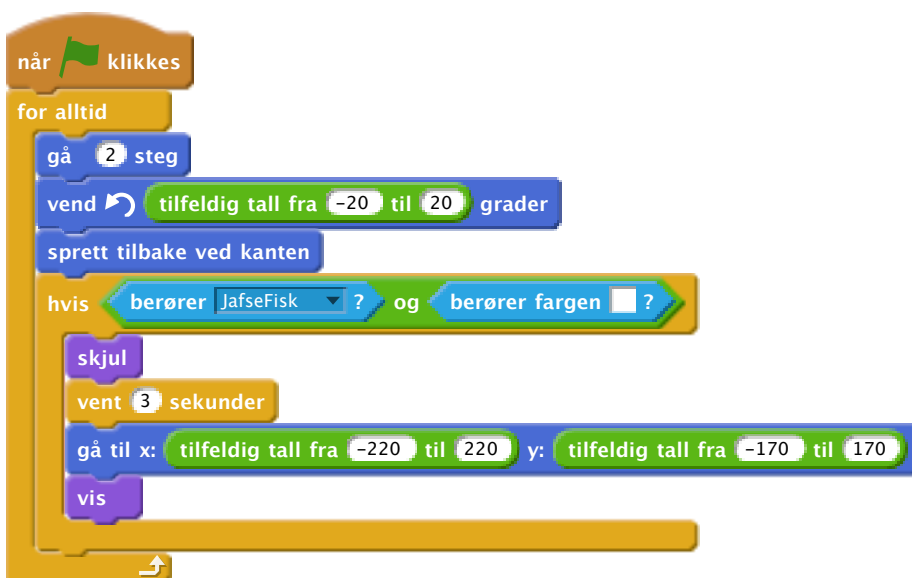 når klikkes
for alltid
gå 2 steg
vend tilfeldig tall fra -20 til 20 grader
sprett tilbake ved kanten
hvis berører JafseFisk ? og berører fargen ?
skjul
vent 3 sekunder
gå til x: tilfeldig tall fra -220 til 220 y: tilfeldig tall fra -170 til 170
vis